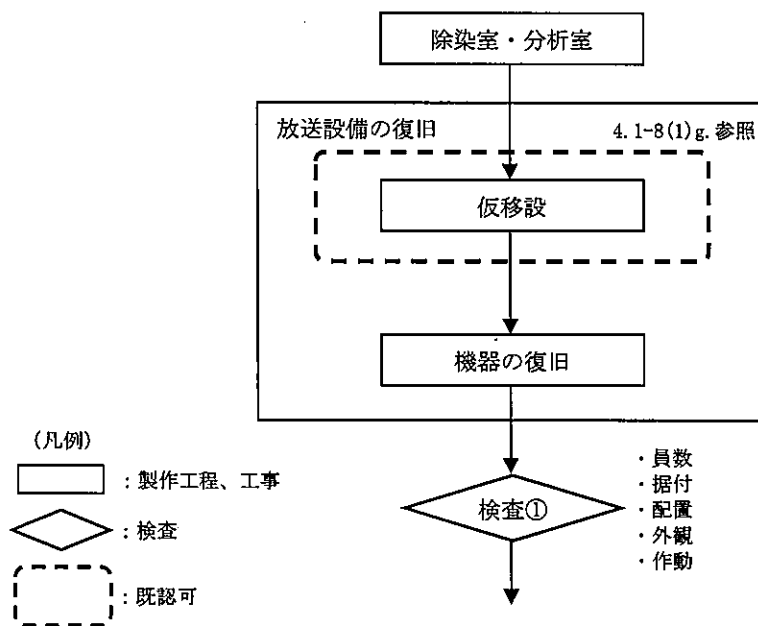 除染室・分析室
放送設備の復旧
4.1-8(1)g.参照
仮移設
機器の復旧
検査①
・員数
・据付
・配置
・外観
・作動
(凡例)
：製作工程、工事
：検査
：既認可